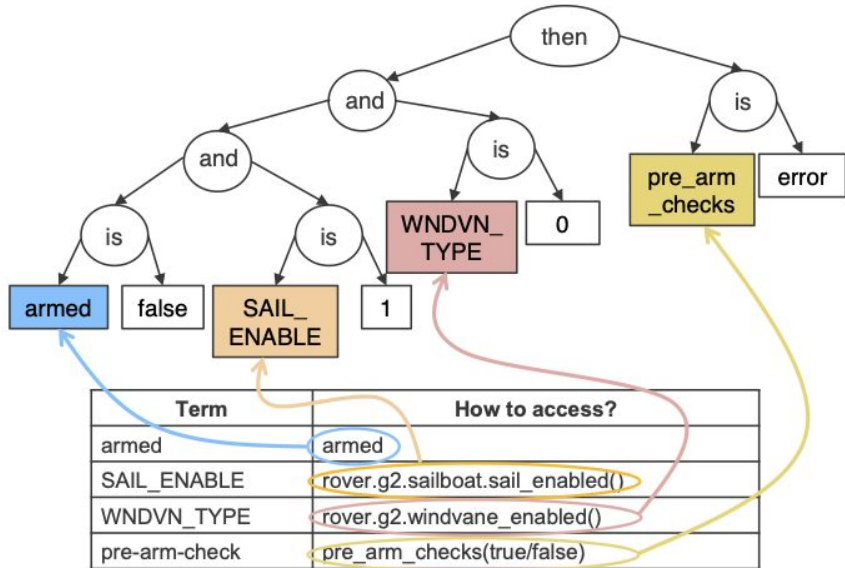 then
and
is
and
is
pre_arm
_checks
error
is
is
WNDVN_
TYPE
0
armed
false
SAIL_
ENABLE
1
Term How to access?
armed armed
SAIL_ENABLE rover.g2.sailboat.sail_enabled()
WNDVN_TYPE rover.g2.windvane_enabled()
pre-arm-check pre_arm_checks(true/false)